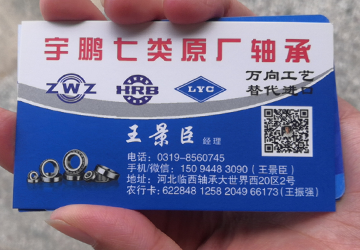 宇鹏七类原厂轴承
ZWZ HRB LYC 万向工艺
替代进口
王景臣 经理
电话：0319-8560745
手机/微信：150 9448 3090（王景臣）
地址：河北临西轴承大世界西20区2号
农行卡：622848 1258 2049 66173（王振强）